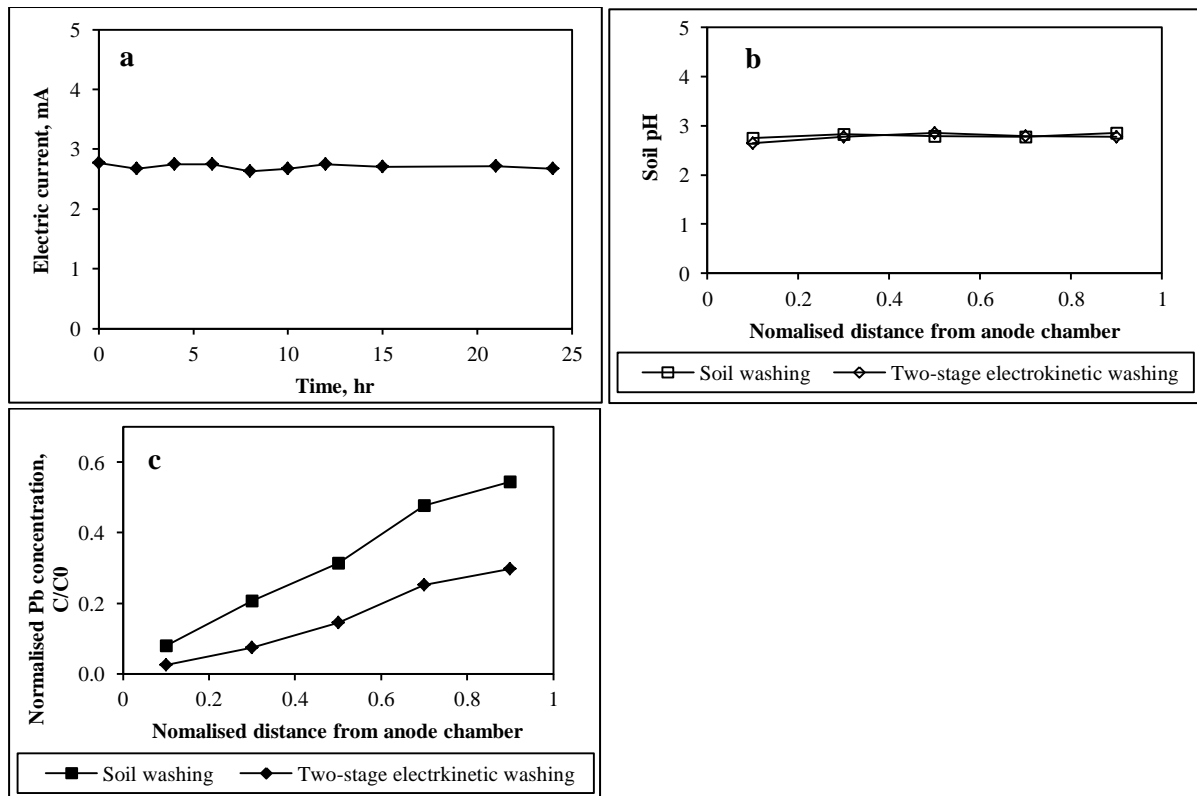 a
Electric current, mA
5
4
3
2
1
0
0 5 10 15 20 25
Time, hr
b
Soil pH
5
4
3
2
1
0
0 0.2 0.4 0.6 0.8 1
Nomalised distance from anode chamber
Soil washing Two-stage electrokinetic washing
c
Normalised Pb concentration,
C/C0
0.6
0.4
0.2
0.0
0 0.2 0.4 0.6 0.8 1
Nomalised distance from anode chamber
Soil washing Two-stage electrkinetic washing